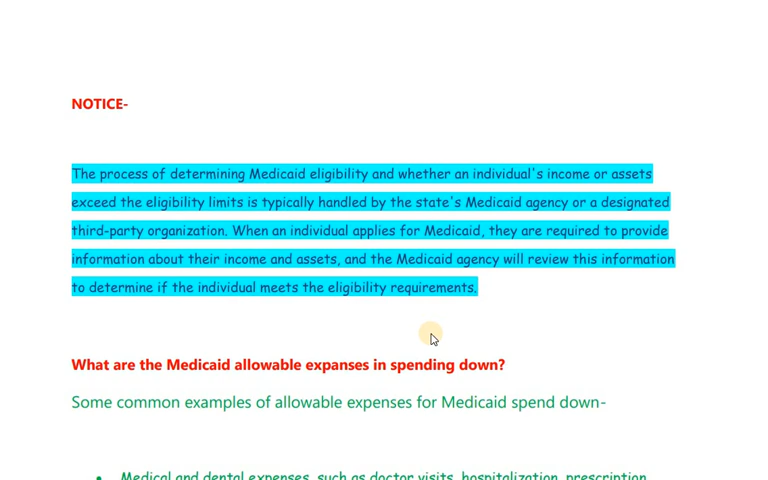 NOTICE-
The process of determining Medicaid eligibility and whether an individual's income or assets
exceed the eligibility limits is typically handled by the state's Medicaid agency or a designated
third-party organization. When an individual applies for Medicaid, they are required to provide
information about their income and assets, and the Medicaid agency will review this information
to determine if the individual meets the eligibility requirements.
What are the Medicaid allowable expanses in spending down?
Some common examples of allowable expenses for Medicaid spend down-
• Medical and dental expenses, such as doctor visits, hospitalization, prescription